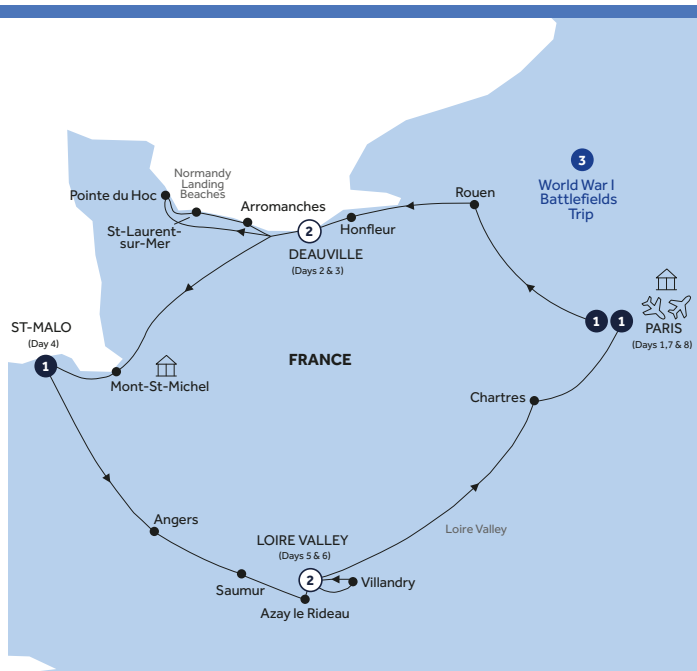 3
World War I
Battlefields
Trip
Normandy
Landing
Beaches
Pointe du Hoc
Arromanches
Rouen
St-Laurent-
sur-Mer
2
Honfleur
DEAUVILLE
(Days 2 & 3)
ST-MALO
(Day 4)
1
1 1
PARIS
(Days 1,7 & 8)
FRANCE
Mont-St-Michel
Chartres
Angers
LOIRE VALLEY
(Days 5 & 6)
Loire Valley
2
Villandry
Saumur
Azay le Rideau